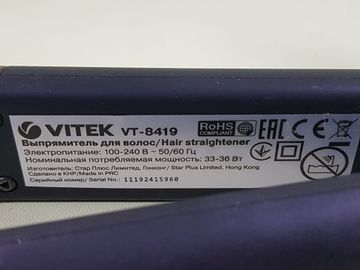 VITEK VT-8419 RoHS COMPLIANT EAC CE
Выпрямитель для волос/Hair straightener
Электропитание: 100-240 В ~ 50/60 Гц
Номинальная потребляемая мощность: 33-36 Вт
Изготовитель: Стар Плюс Лимитед, Гонконг/ Star Plus Limited, Hong Kong
Сделано в КНР/Made in PRC
Серийный номер/ Serial No.: 11192415960